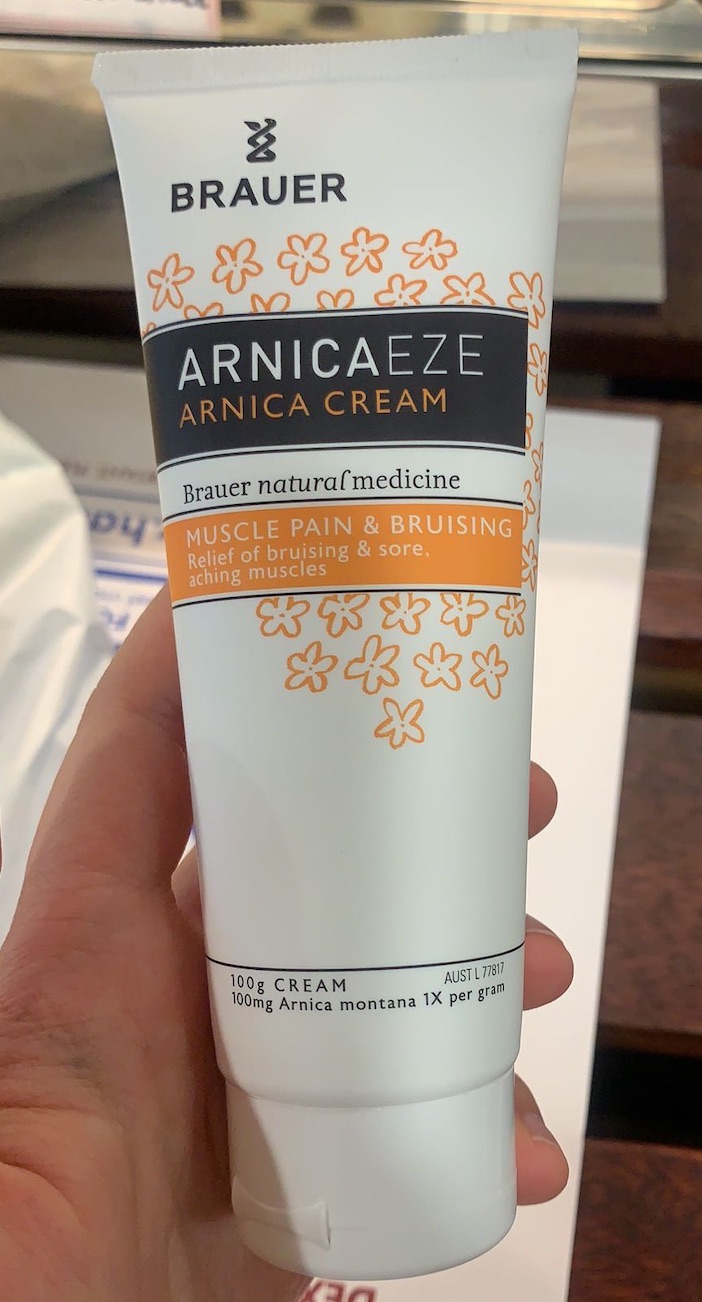 BRAUER
ARNICAEZE
ARNICA CREAM
Brauer natural medicine
MUSCLE PAIN & BRUISING
Relief of bruising & sore,
aching muscles
100g CREAM
AUST L 77817
100mg Arnica montana 1X per gram